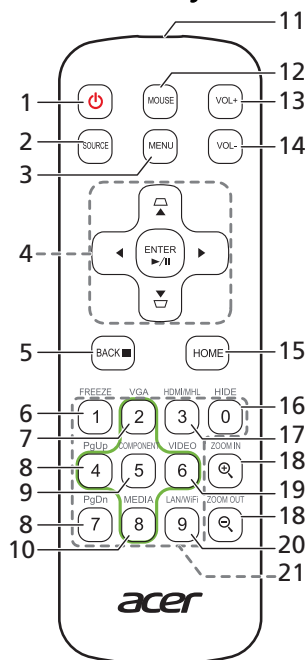 11
12
1
MOUSE
VOL+
13
2
SOURCE
MENU
VOL-
14
3
4
ENTER
5
BACK
HOME
15
FREEZE
VGA
HDMI/MHL
HIDE
6
1
2
3
0
16
7
17
PgUp
COMPONENT
VIDEO
ZOOM IN
8
4
5
6
18
9
19
PgDn
MEDIA
LAN/WiFi
ZOOM OUT
8
7
8
9
18
10
20
21
acer